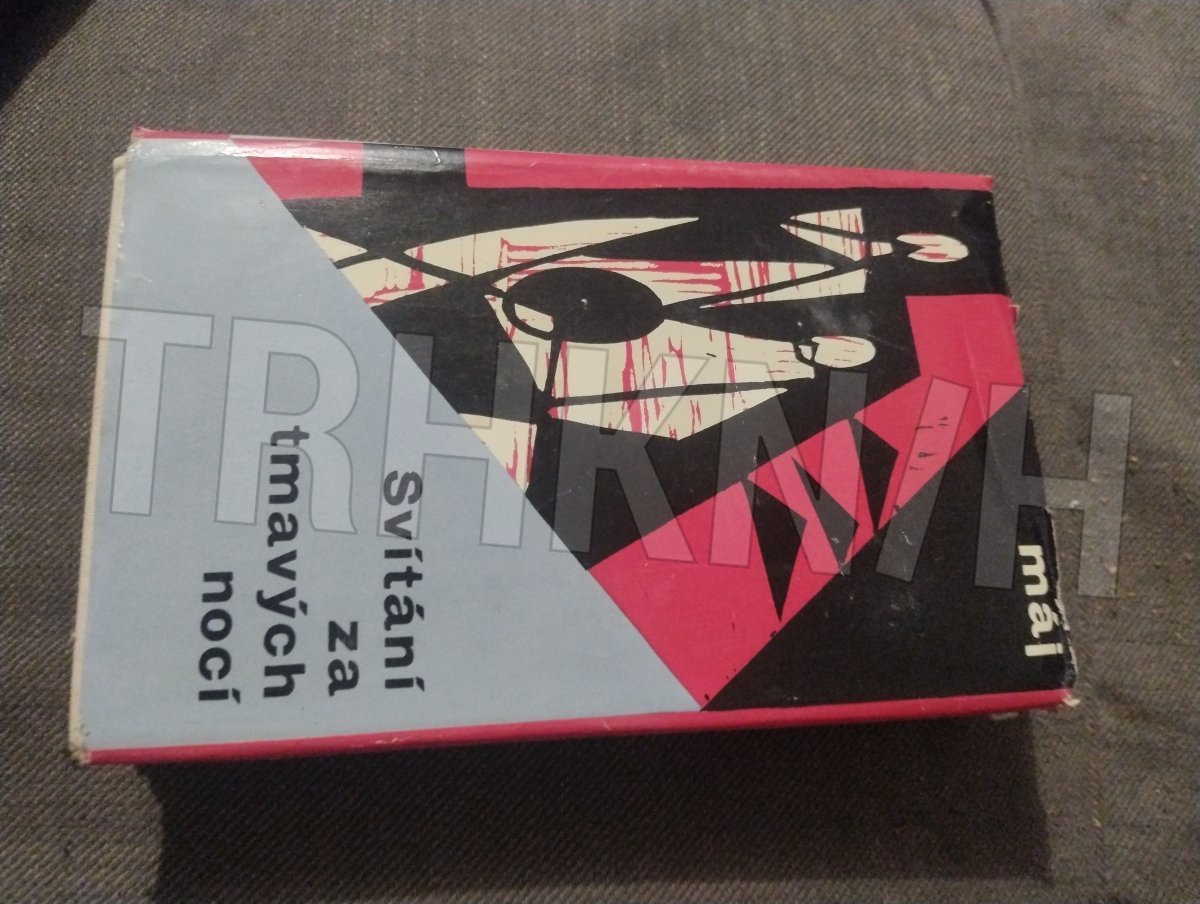 máj
Svítání
za
tmavých
nocí
TRHKNIH